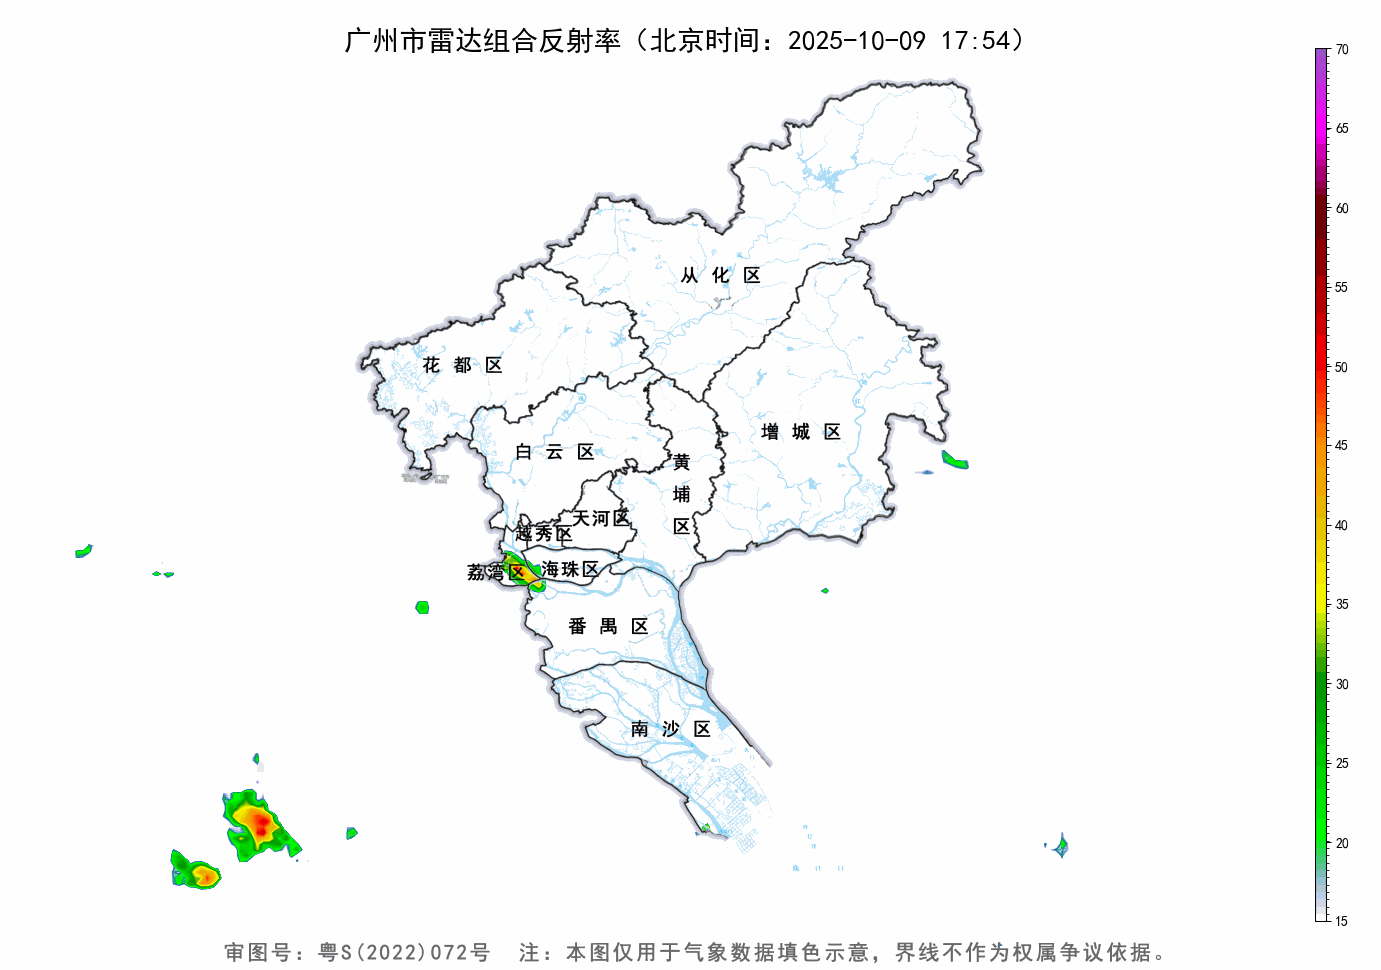 广州市雷达组合反射率（北京时间：2025-10-09 17:54）
70
65
60
55
50
45
40
35
30
25
20
15
从化区
花都区
增城区
白云区
黄埔区
天河区
越秀区
荔湾区
海珠区
番禺区
南沙区
审图号：粤S(2022)072号 注：本图仅用于气象数据填色示意，界线不作为权属争议依据。